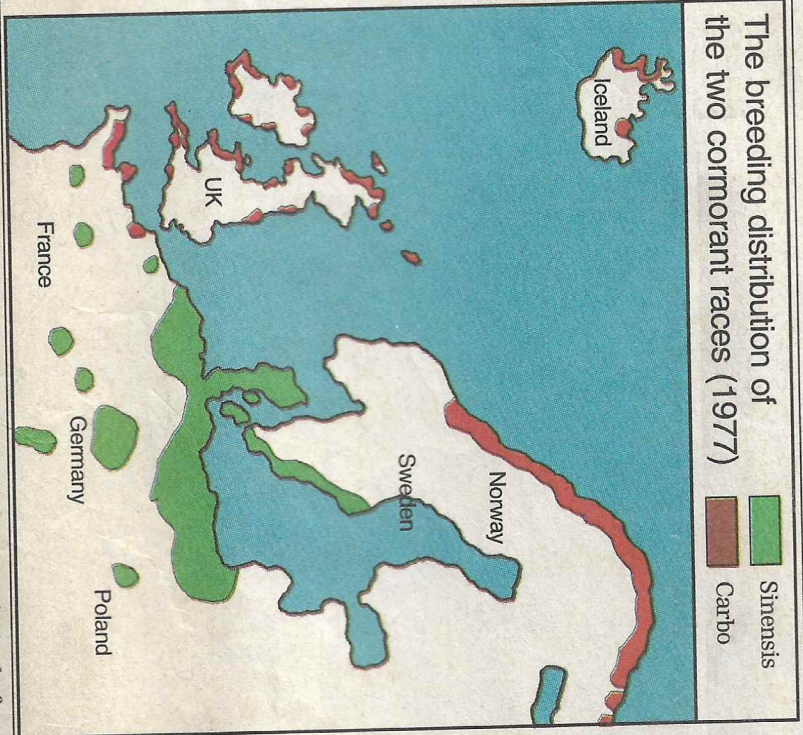 The breeding distribution of
the two cormorant races (1977)
Sinensis
Carbo
Iceland
Norway
Sweden
UK
Poland
Germany
France